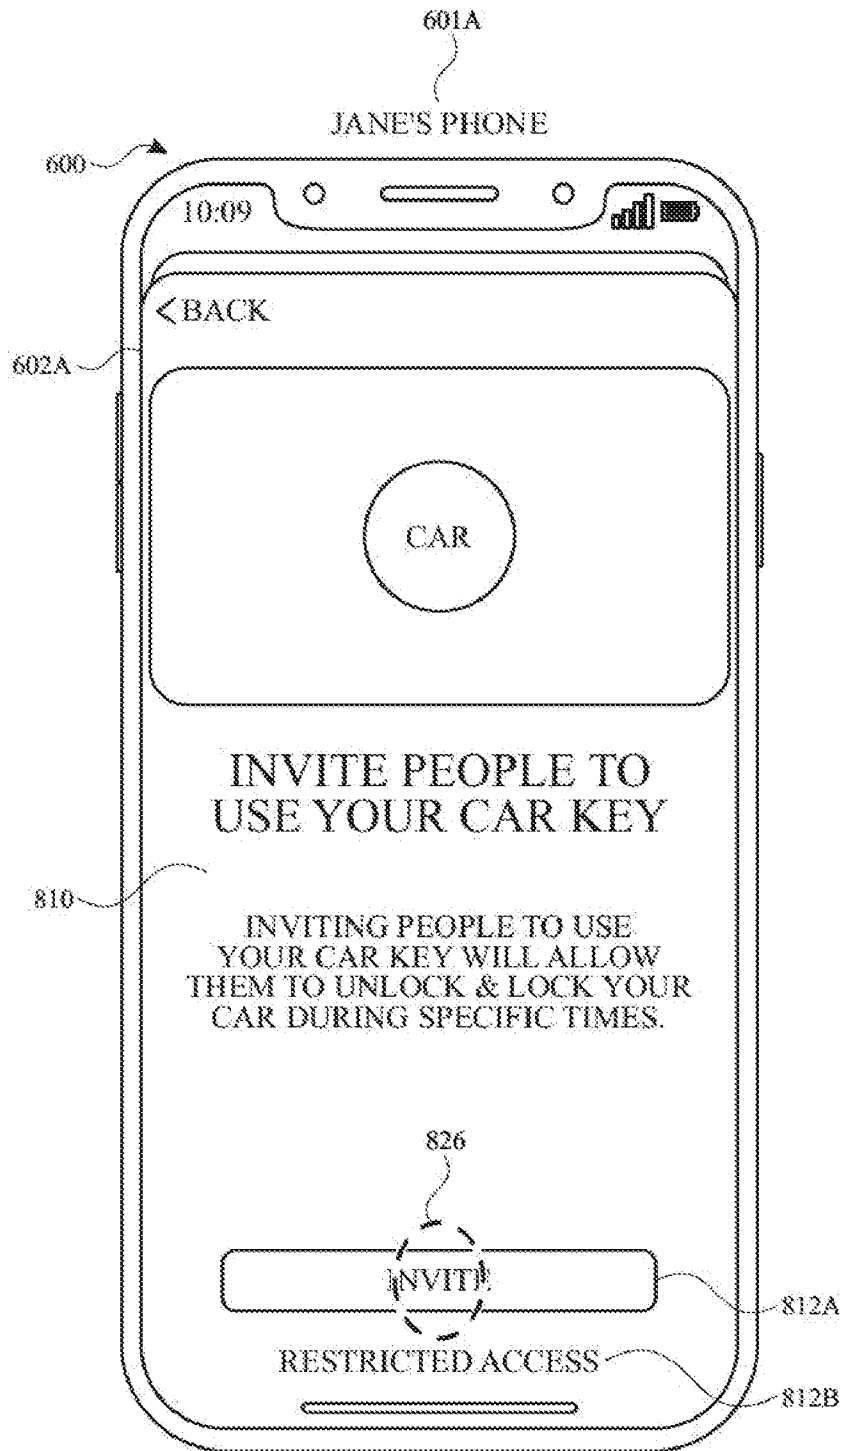 601A
JANE'S PHONE
600
10:09
< BACK
602A
CAR
INVITE PEOPLE TO
USE YOUR CAR KEY
810
INVITING PEOPLE TO USE
YOUR CAR KEY WILL ALLOW
THEM TO UNLOCK & LOCK YOUR
CAR DURING SPECIFIC TIMES.
826
INVITE
812A
RESTRICTED ACCESS
812B